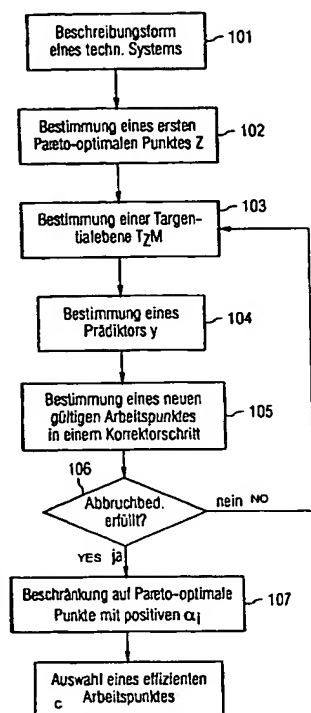 Beschreibungsform
eines techn. Systems
101
Bestimmung eines ersten
Pareto-optimalen Punktes Z
102
103
Bestimmung einer Targen-
tialebene TZM
Bestimmung eines
Prädiktors y
104
Bestimmung eines neuen
gültigen Arbeitspunktes
in einem Korrektorschritt
105
106
Abbruchbed.
erfüllt?
nein NO
YES ja
Beschränkung auf Pareto-optimale
Punkte mit positiven αi
107
Auswahl eines effizienten
Arbeitspunktes
C